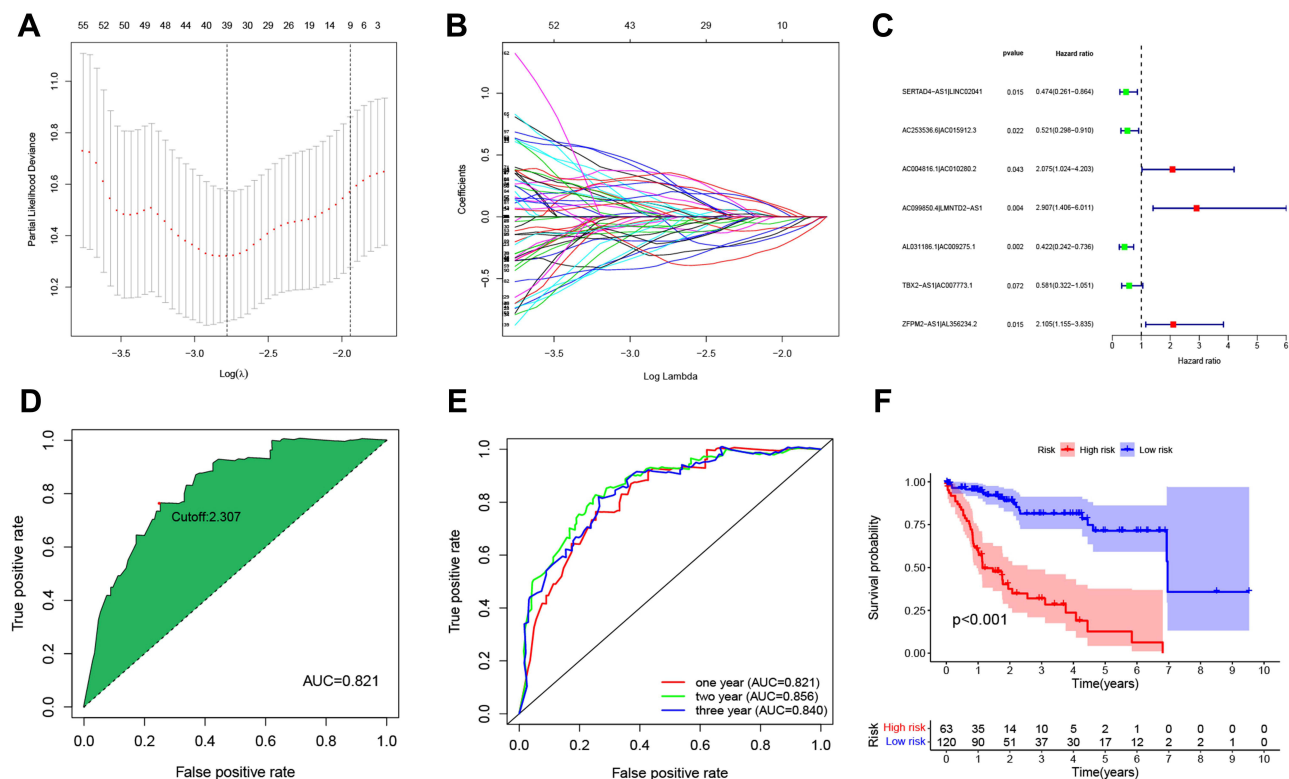 A
55 52 50 49 48 44 40 39 37 29 26 19 14 9 6 3
Partial Likelihood Deviance
11.0
10.8
10.6
10.4
10.2
−3.5 −3.0 −2.5 −2.0
Log(λ)
B
52 43 29 10
Coefficients
1.0
0.5
0.0
−0.5
−3.5 −3.0 −2.5 −2.0
Log Lambda
C
pvalue Hazard ratio
SERTAD4−AS1|LINC02041 0.015 0.474(0.261−0.864)
AC253536.6|AC015912.3 0.022 0.521(0.298−0.910)
AC004816.1|AC010280.2 0.043 2.075(1.024−4.203)
AC099850.4|LMNTD2−AS1 0.004 2.907(1.406−6.011)
AL031186.1|AC009275.1 0.002 0.422(0.242−0.736)
TBX2−AS1|AC007773.1 0.072 0.581(0.322−1.051)
ZFPM2−AS1|AL356234.2 0.015 2.105(1.155−3.835)
0 1 2 3 4 5 6
Hazard ratio
D
True positive rate
1.0
0.8
0.6
0.4
0.2
0.0
Cutoff:2.307
AUC=0.821
0.0 0.2 0.4 0.6 0.8 1.0
False positive rate
E
True positive rate
1.0
0.8
0.6
0.4
0.2
0.0
one year (AUC=0.821)
two year (AUC=0.856)
three year (AUC=0.840)
0.0 0.2 0.4 0.6 0.8 1.0
False positive rate
F
Risk High risk Low risk
Survival probability
1.00
0.75
0.50
0.25
0.00
p<0.001
0 1 2 3 4 5 6 7 8 9 10
Time(years)
Risk
High risk 63 35 14 10 5 2 1 0 0 0 0
Low risk 120 90 51 37 30 17 12 2 2 1 0
0 1 2 3 4 5 6 7 8 9 10
Time(years)